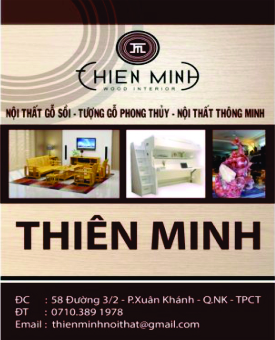 THIEN MINH
WOOD INTERIOR
NỘI THẤT GỖ SỒI - TƯỢNG GỖ PHONG THỦY - NỘI THẤT THÔNG MINH
THIÊN MINH
ĐC : 58 Đường 3/2 - P.Xuân Khánh - Q.NK - TPCT
ĐT : 0710.389 1978
Email : thienminhnoithat@gmail.com